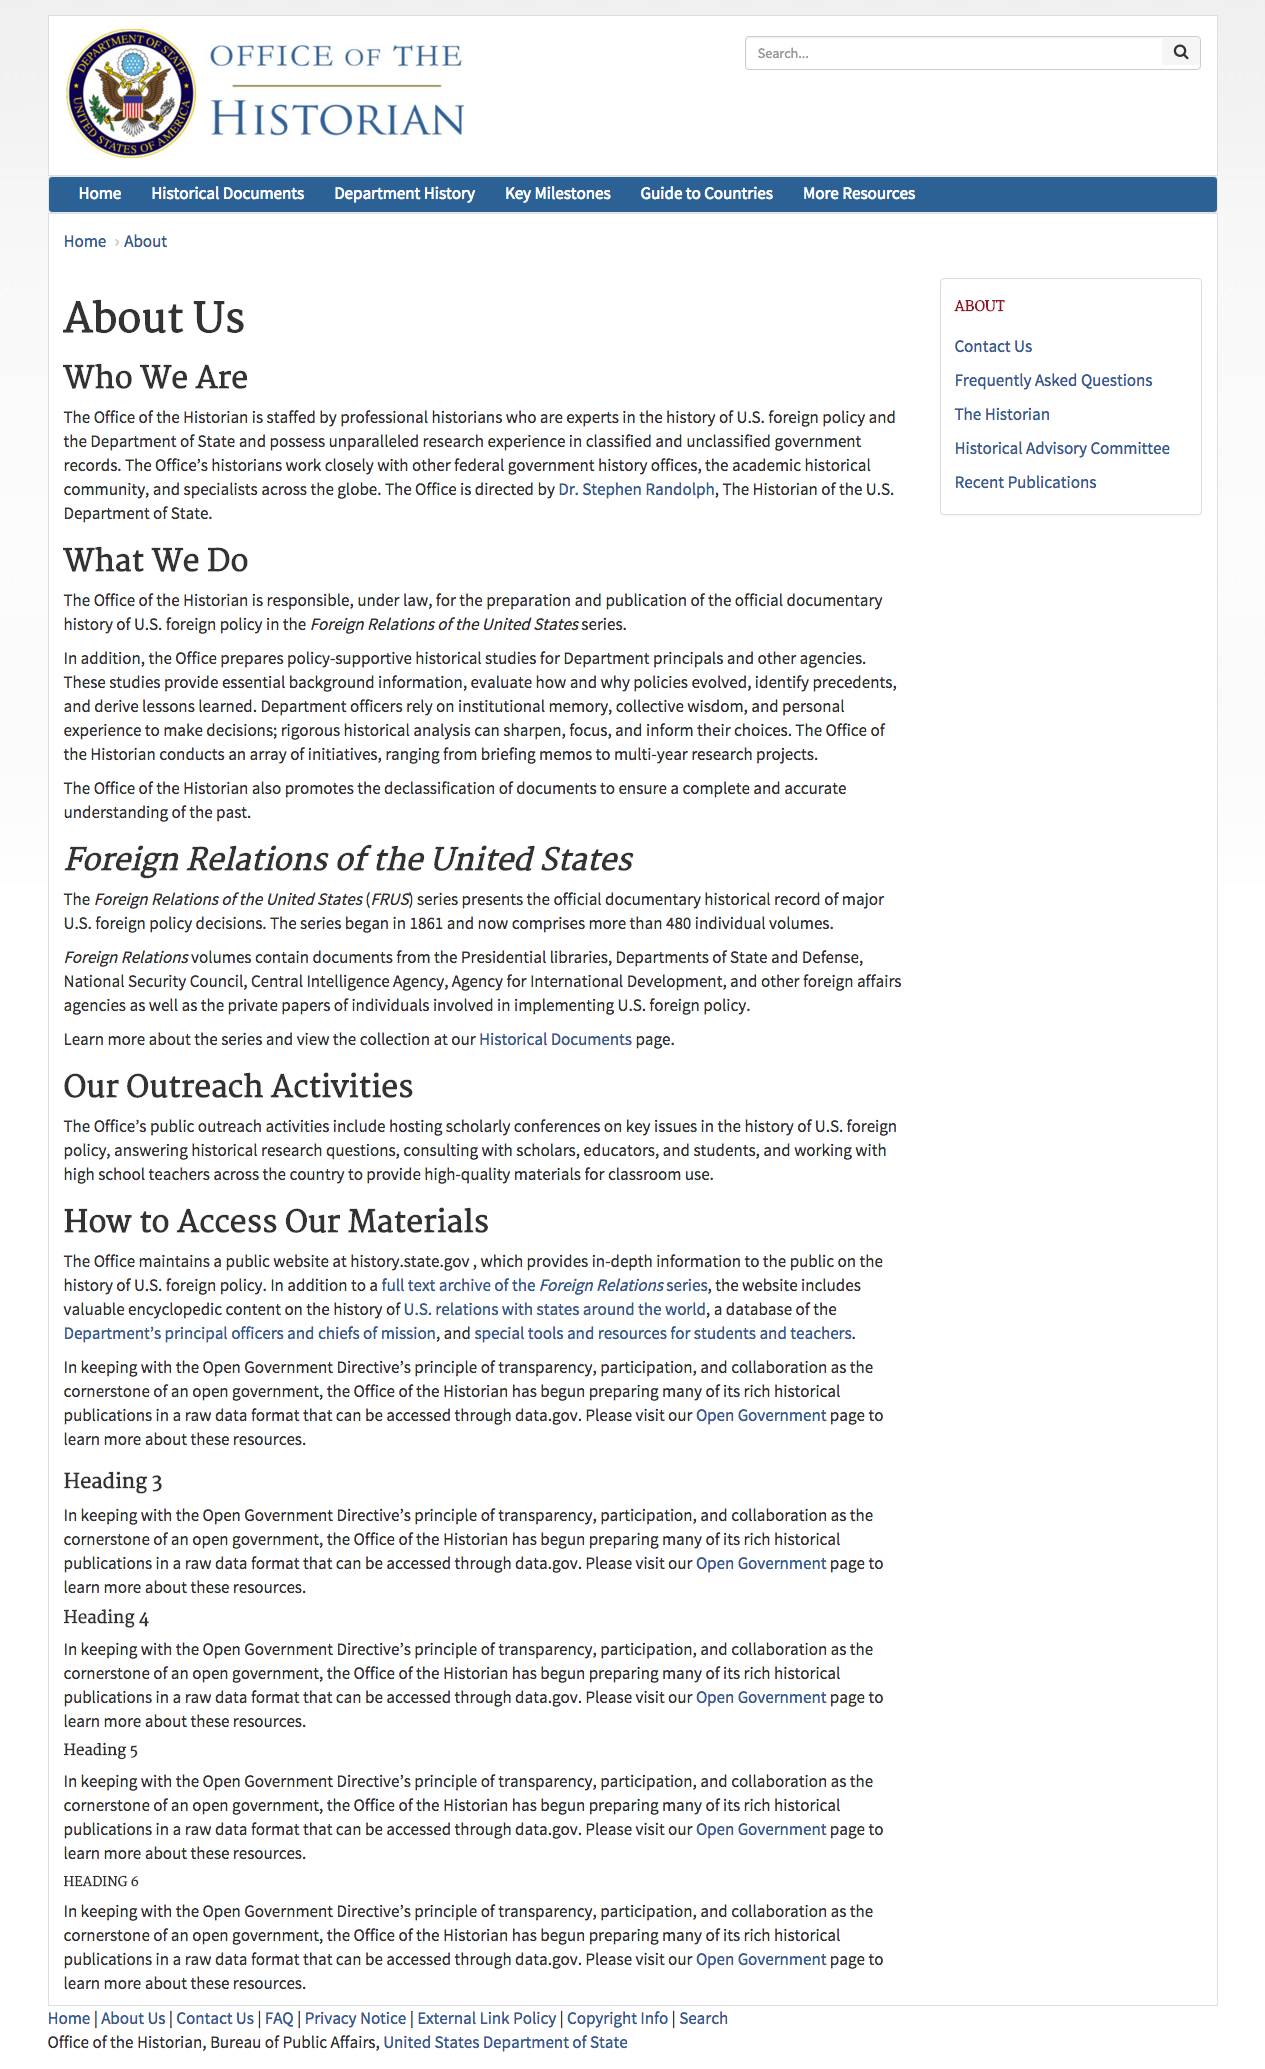 DEPARTMENT OF STATE
UNITED STATES OF AMERICA
OFFICE OF THE
HISTORIAN
Search...
Home Historical Documents Department History Key Milestones Guide to Countries More Resources
Home › About
About Us
Who We Are
The Office of the Historian is staffed by professional historians who are experts in the history of U.S. foreign policy and
the Department of State and possess unparalleled research experience in classified and unclassified government
records. The Office’s historians work closely with other federal government history offices, the academic historical
community, and specialists across the globe. The Office is directed by Dr. Stephen Randolph, The Historian of the U.S.
Department of State.
What We Do
The Office of the Historian is responsible, under law, for the preparation and publication of the official documentary
history of U.S. foreign policy in the Foreign Relations of the United States series.
In addition, the Office prepares policy-supportive historical studies for Department principals and other agencies.
These studies provide essential background information, evaluate how and why policies evolved, identify precedents,
and derive lessons learned. Department officers rely on institutional memory, collective wisdom, and personal
experience to make decisions; rigorous historical analysis can sharpen, focus, and inform their choices. The Office of
the Historian conducts an array of initiatives, ranging from briefing memos to multi-year research projects.
The Office of the Historian also promotes the declassification of documents to ensure a complete and accurate
understanding of the past.
Foreign Relations of the United States
The Foreign Relations of the United States (FRUS) series presents the official documentary historical record of major
U.S. foreign policy decisions. The series began in 1861 and now comprises more than 480 individual volumes.
Foreign Relations volumes contain documents from the Presidential libraries, Departments of State and Defense,
National Security Council, Central Intelligence Agency, Agency for International Development, and other foreign affairs
agencies as well as the private papers of individuals involved in implementing U.S. foreign policy.
Learn more about the series and view the collection at our Historical Documents page.
Our Outreach Activities
The Office’s public outreach activities include hosting scholarly conferences on key issues in the history of U.S. foreign
policy, answering historical research questions, consulting with scholars, educators, and students, and working with
high school teachers across the country to provide high-quality materials for classroom use.
How to Access Our Materials
The Office maintains a public website at history.state.gov , which provides in-depth information to the public on the
history of U.S. foreign policy. In addition to a full text archive of the Foreign Relations series, the website includes
valuable encyclopedic content on the history of U.S. relations with states around the world, a database of the
Department’s principal officers and chiefs of mission, and special tools and resources for students and teachers.
In keeping with the Open Government Directive’s principle of transparency, participation, and collaboration as the
cornerstone of an open government, the Office of the Historian has begun preparing many of its rich historical
publications in a raw data format that can be accessed through data.gov. Please visit our Open Government page to
learn more about these resources.
Heading 3
In keeping with the Open Government Directive’s principle of transparency, participation, and collaboration as the
cornerstone of an open government, the Office of the Historian has begun preparing many of its rich historical
publications in a raw data format that can be accessed through data.gov. Please visit our Open Government page to
learn more about these resources.
Heading 4
In keeping with the Open Government Directive’s principle of transparency, participation, and collaboration as the
cornerstone of an open government, the Office of the Historian has begun preparing many of its rich historical
publications in a raw data format that can be accessed through data.gov. Please visit our Open Government page to
learn more about these resources.
Heading 5
In keeping with the Open Government Directive’s principle of transparency, participation, and collaboration as the
cornerstone of an open government, the Office of the Historian has begun preparing many of its rich historical
publications in a raw data format that can be accessed through data.gov. Please visit our Open Government page to
learn more about these resources.
HEADING 6
In keeping with the Open Government Directive’s principle of transparency, participation, and collaboration as the
cornerstone of an open government, the Office of the Historian has begun preparing many of its rich historical
publications in a raw data format that can be accessed through data.gov. Please visit our Open Government page to
learn more about these resources.
ABOUT
Contact Us
Frequently Asked Questions
The Historian
Historical Advisory Committee
Recent Publications
Home | About Us | Contact Us | FAQ | Privacy Notice | External Link Policy | Copyright Info | Search
Office of the Historian, Bureau of Public Affairs, United States Department of State